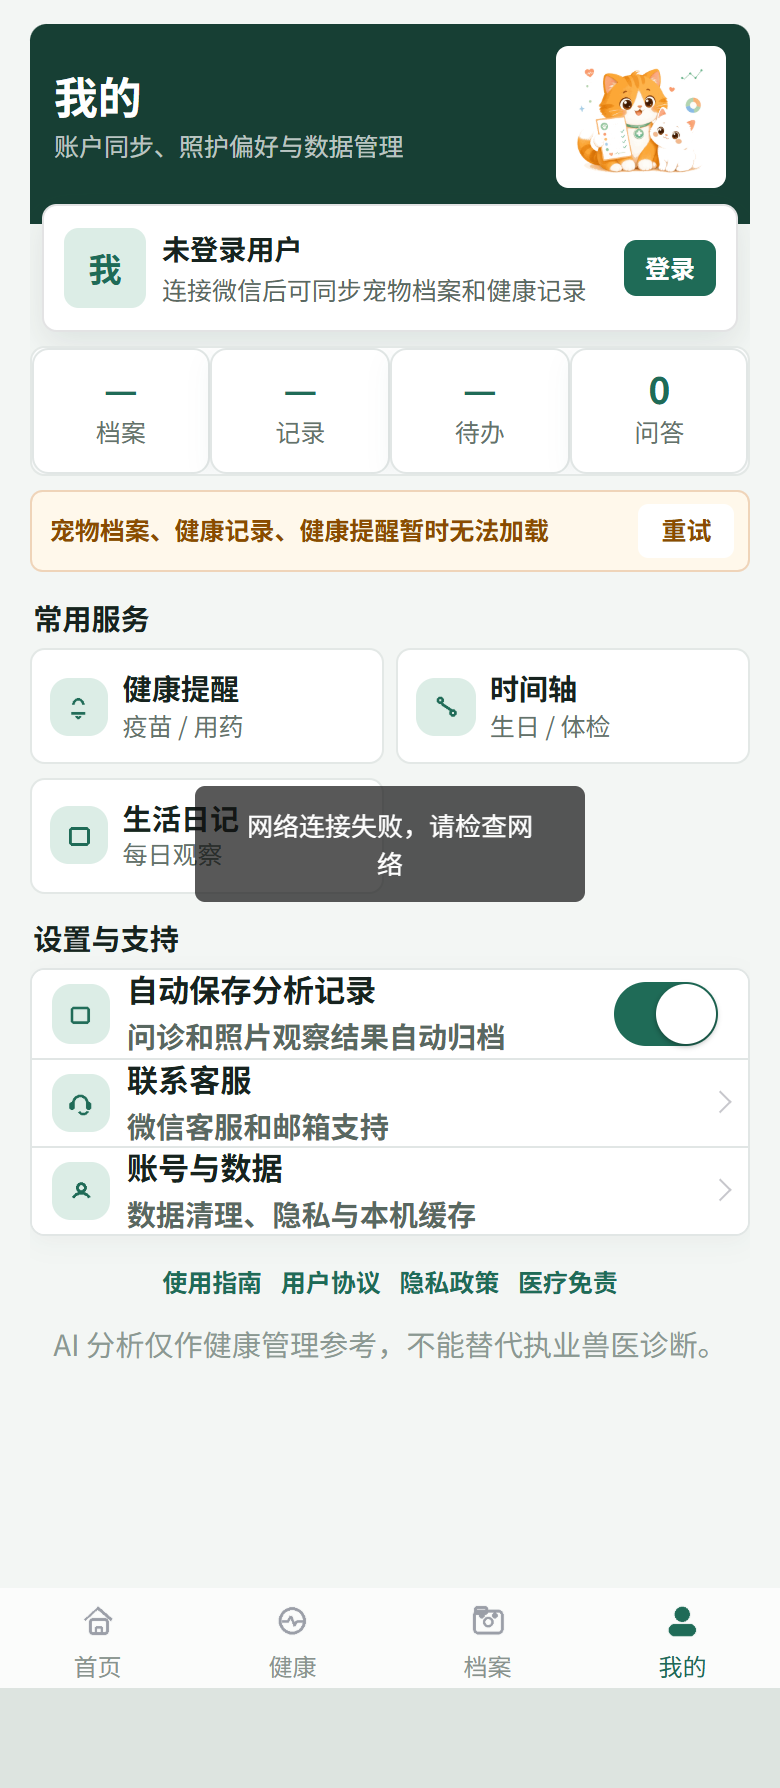 我的
账户同步、照护偏好与数据管理
我
未登录用户
连接微信后可同步宠物档案和健康记录
登录
— — — 0
档案 记录 待办 问答
宠物档案、健康记录、健康提醒暂时无法加载 重试
常用服务
健康提醒
疫苗 / 用药
时间轴
生日 / 体检
生活日记
每日观察
网络连接失败，请检查网
络
设置与支持
自动保存分析记录
问诊和照片观察结果自动归档
联系客服
微信客服和邮箱支持
账号与数据
数据清理、隐私与本机缓存
使用指南 用户协议 隐私政策 医疗免责
AI 分析仅作健康管理参考，不能替代执业兽医诊断。
首页 健康 档案 我的